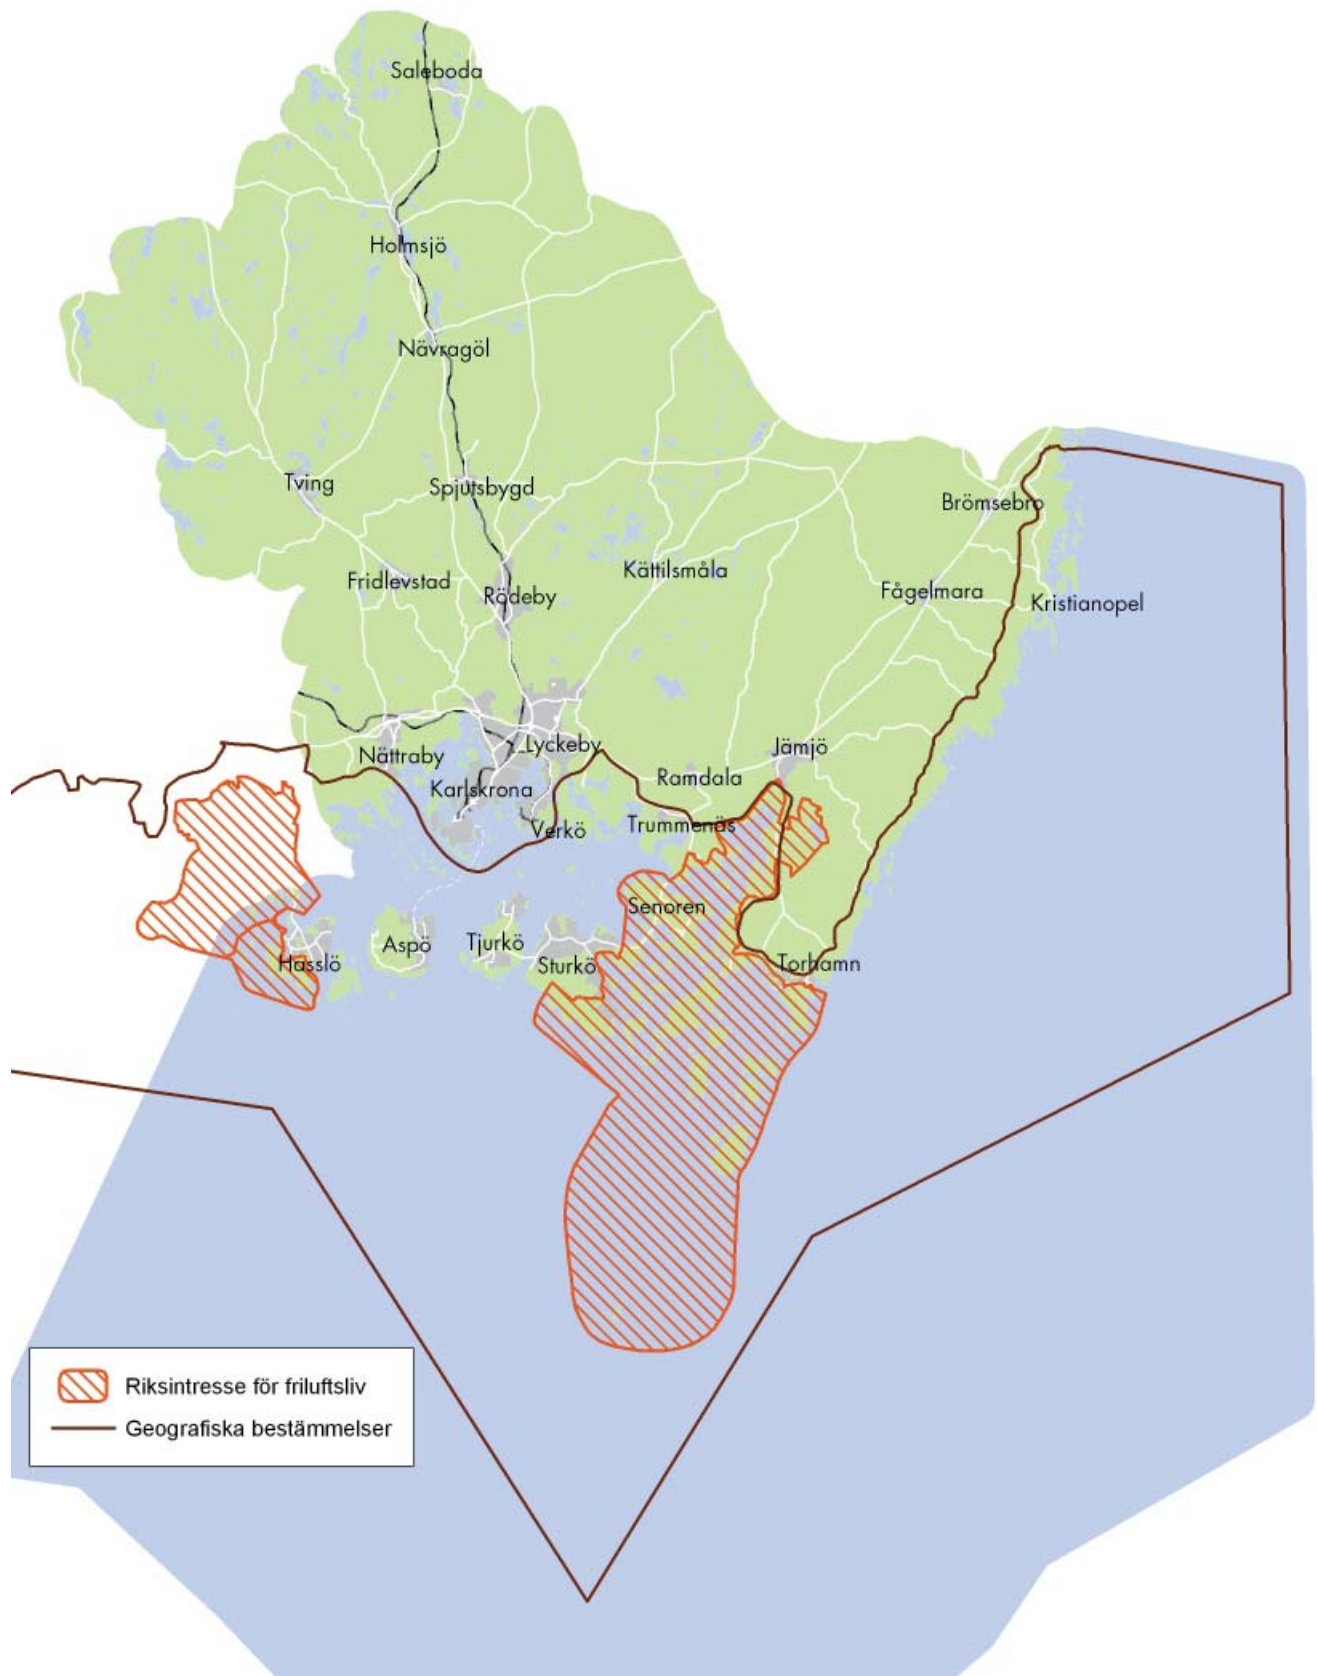 Saleboda
Holmsjö
Nävragöl
Tving
Spjutsbygd
Brömsebro
Kättilsmåla
Fridlevstad
Rödeby
Fågelmara
Kristianopel
Lyckeby
Jämjö
Nättraby
Ramdala
Karlskrona
Trummenäs
Verkö
Senoren
Aspö
Tjurkö
Hasslö
Sturkö
Torhamn
Riksintresse för friluftsliv
Geografiska bestämmelser